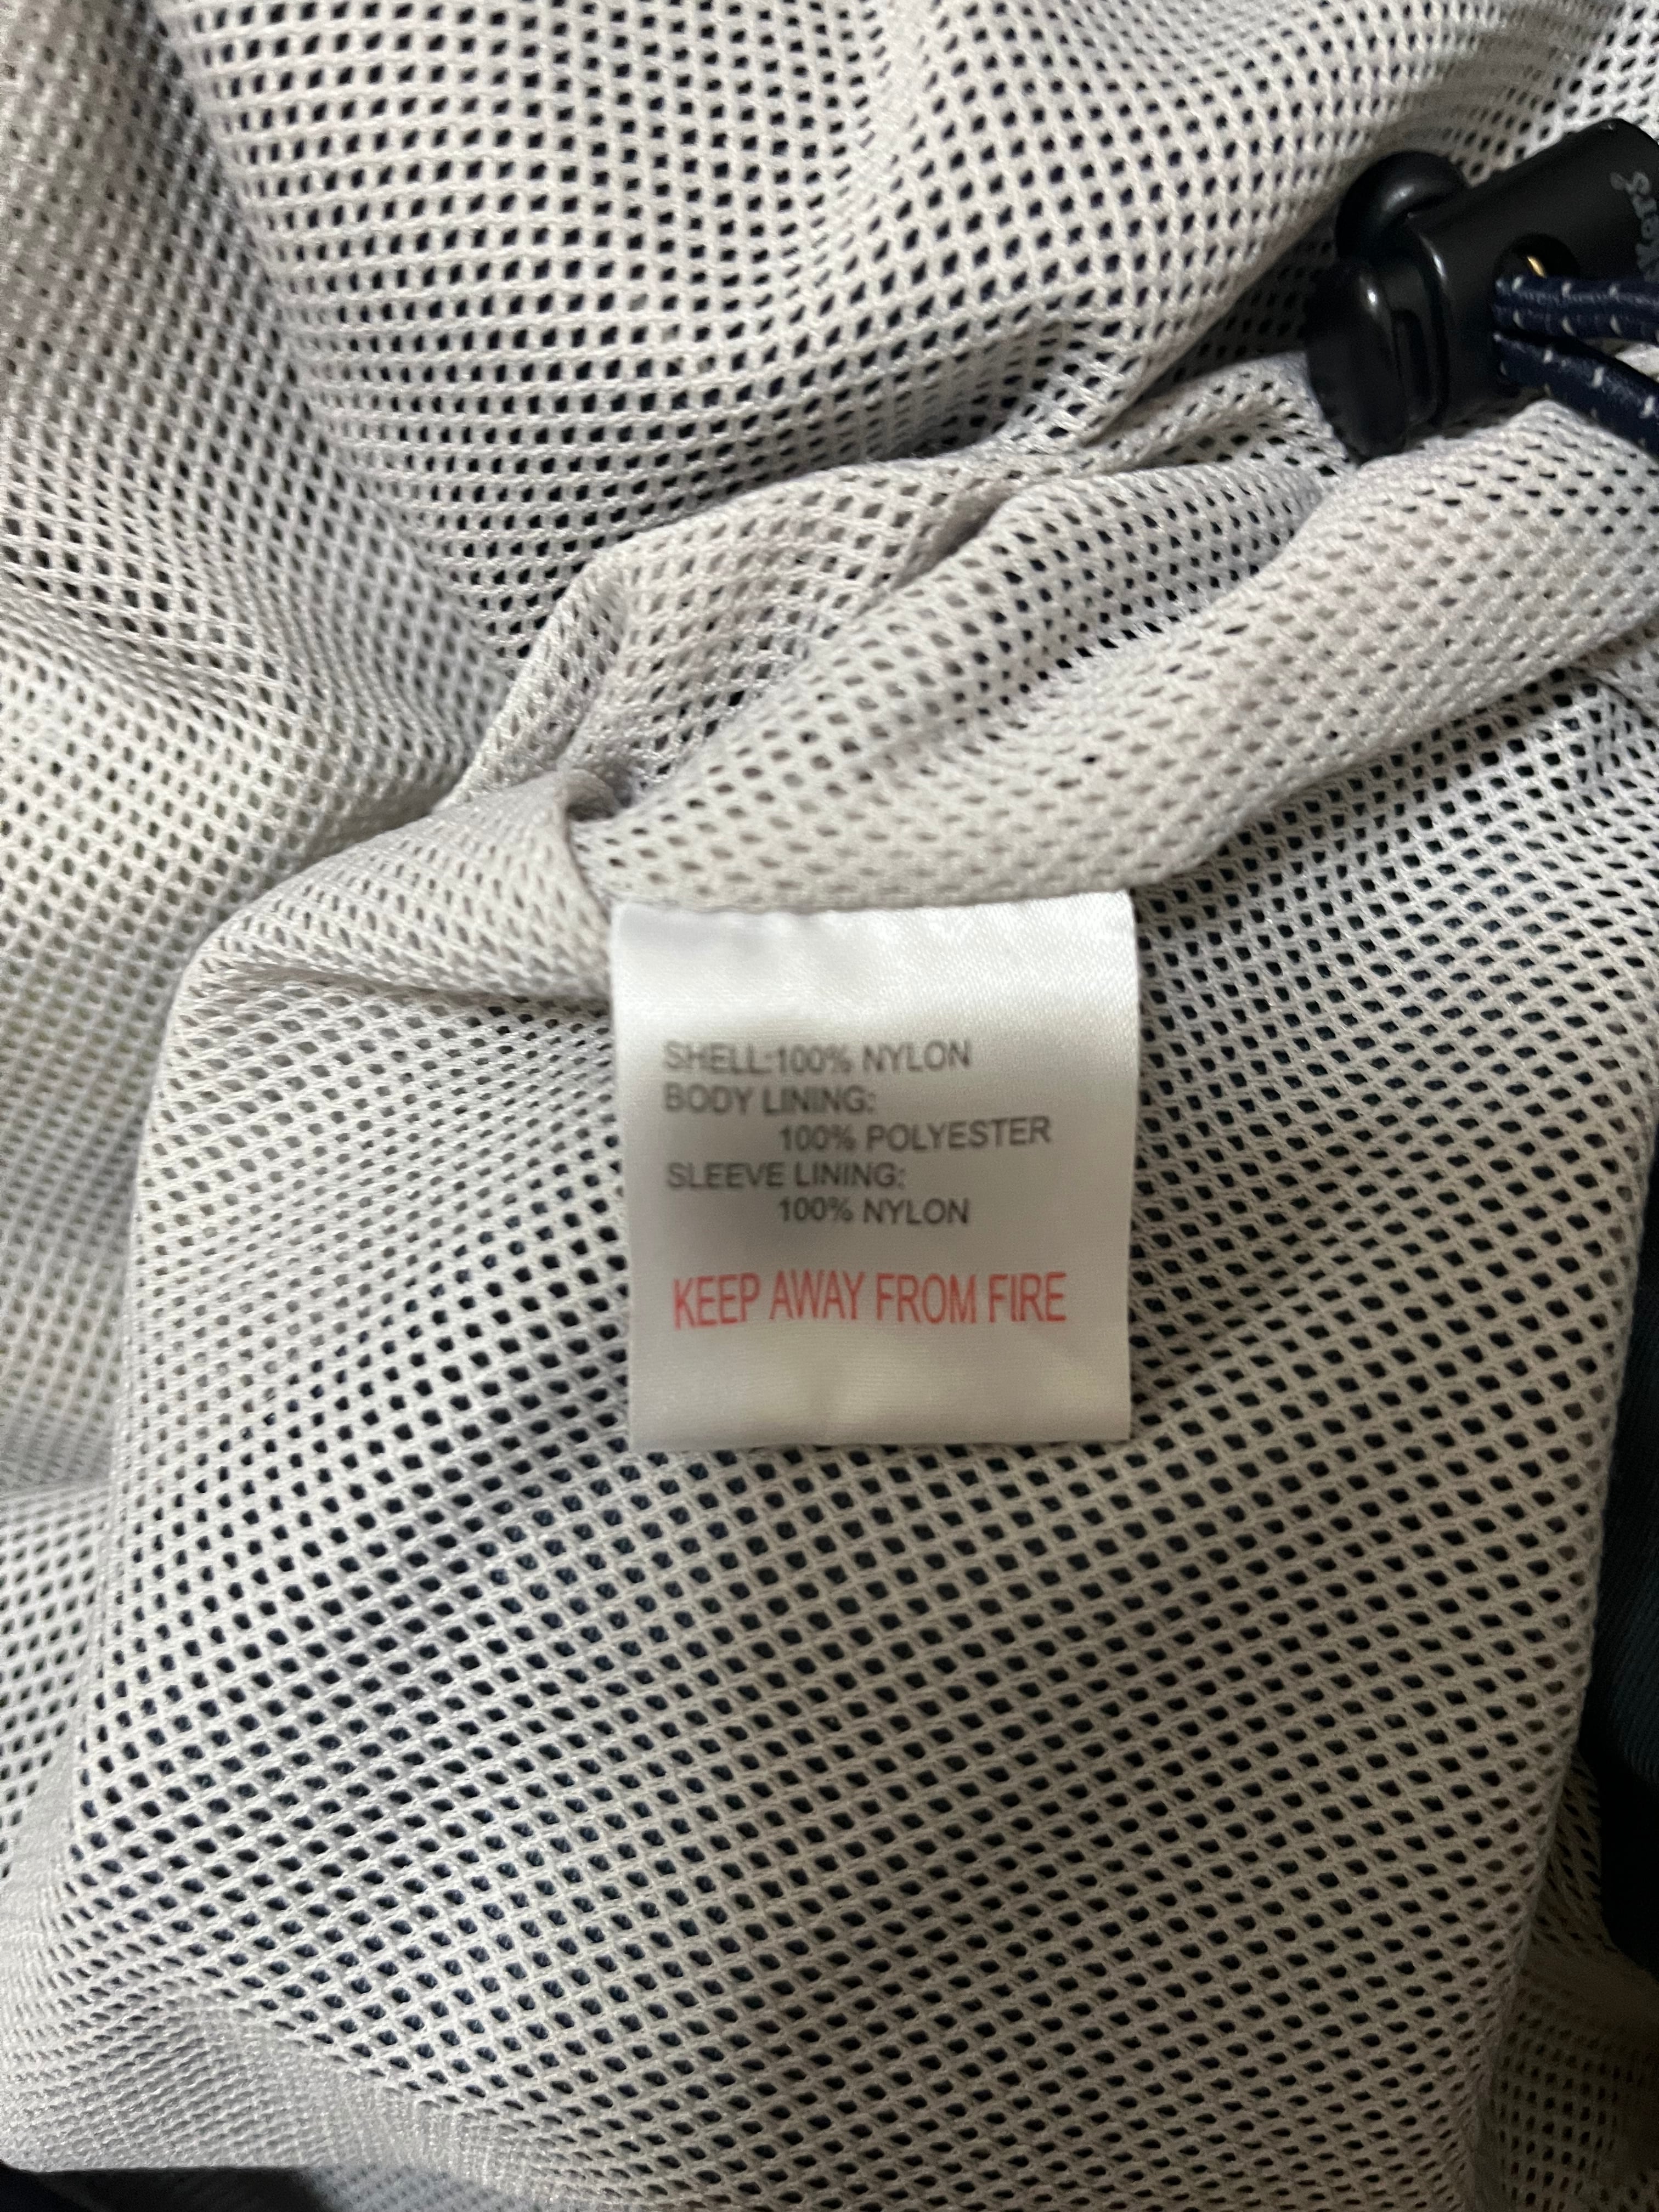 SHELL:100% NYLON
BODY LINING:
100% POLYESTER
SLEEVE LINING:
100% NYLON
KEEP AWAY FROM FIRE